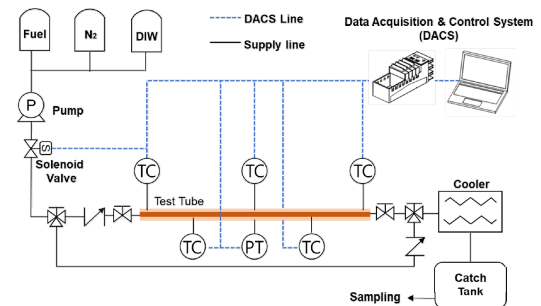 Fuel
N2
DIW
DACS Line
Supply line
Data Acquisition & Control System
(DACS)
P
Pump
S
Solenoid
Valve
TC
TC
TC
Test Tube
TC
PT
TC
Cooler
Catch
Tank
Sampling